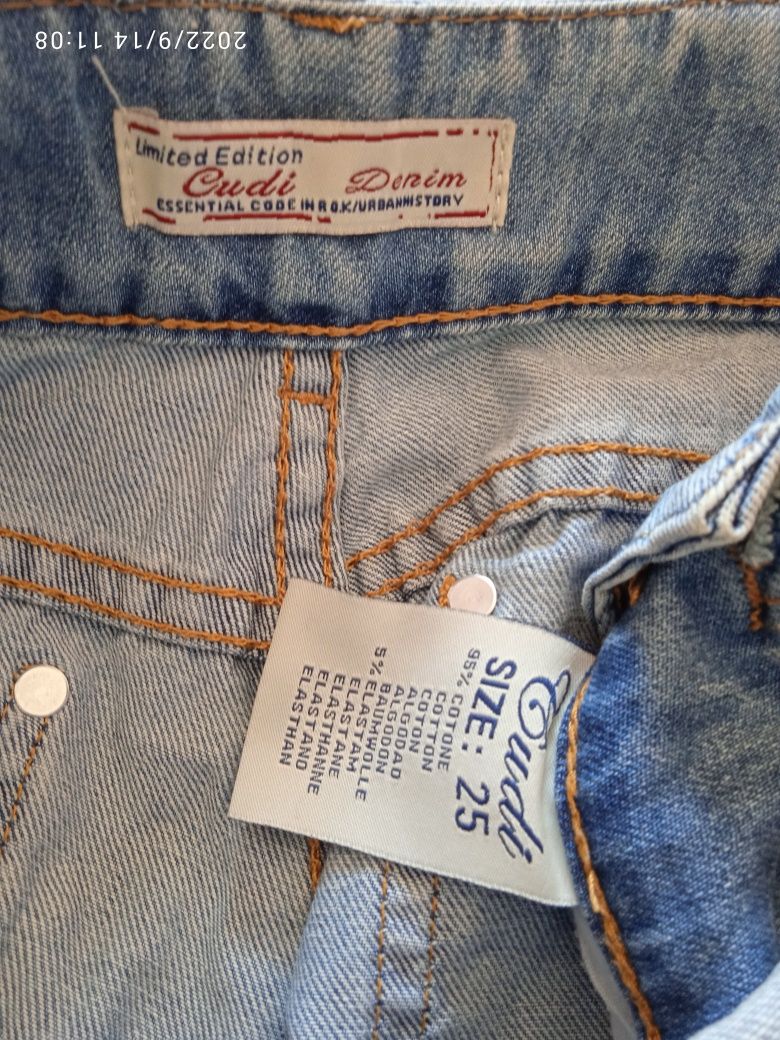 2022/9/14 11:08
Limited Edition
Cudi Denim
ESSENTIAL CODE IN R.O.K/URBANHISTORY
Cudi
SIZE: 25
95% COTONE
COTTON
COTON
ALGODAO
ALGODON
BAUMWOLLE
5% ELASTAM
ELASTANE
ELASTHANNE
ELASTANO
ELASTHAN